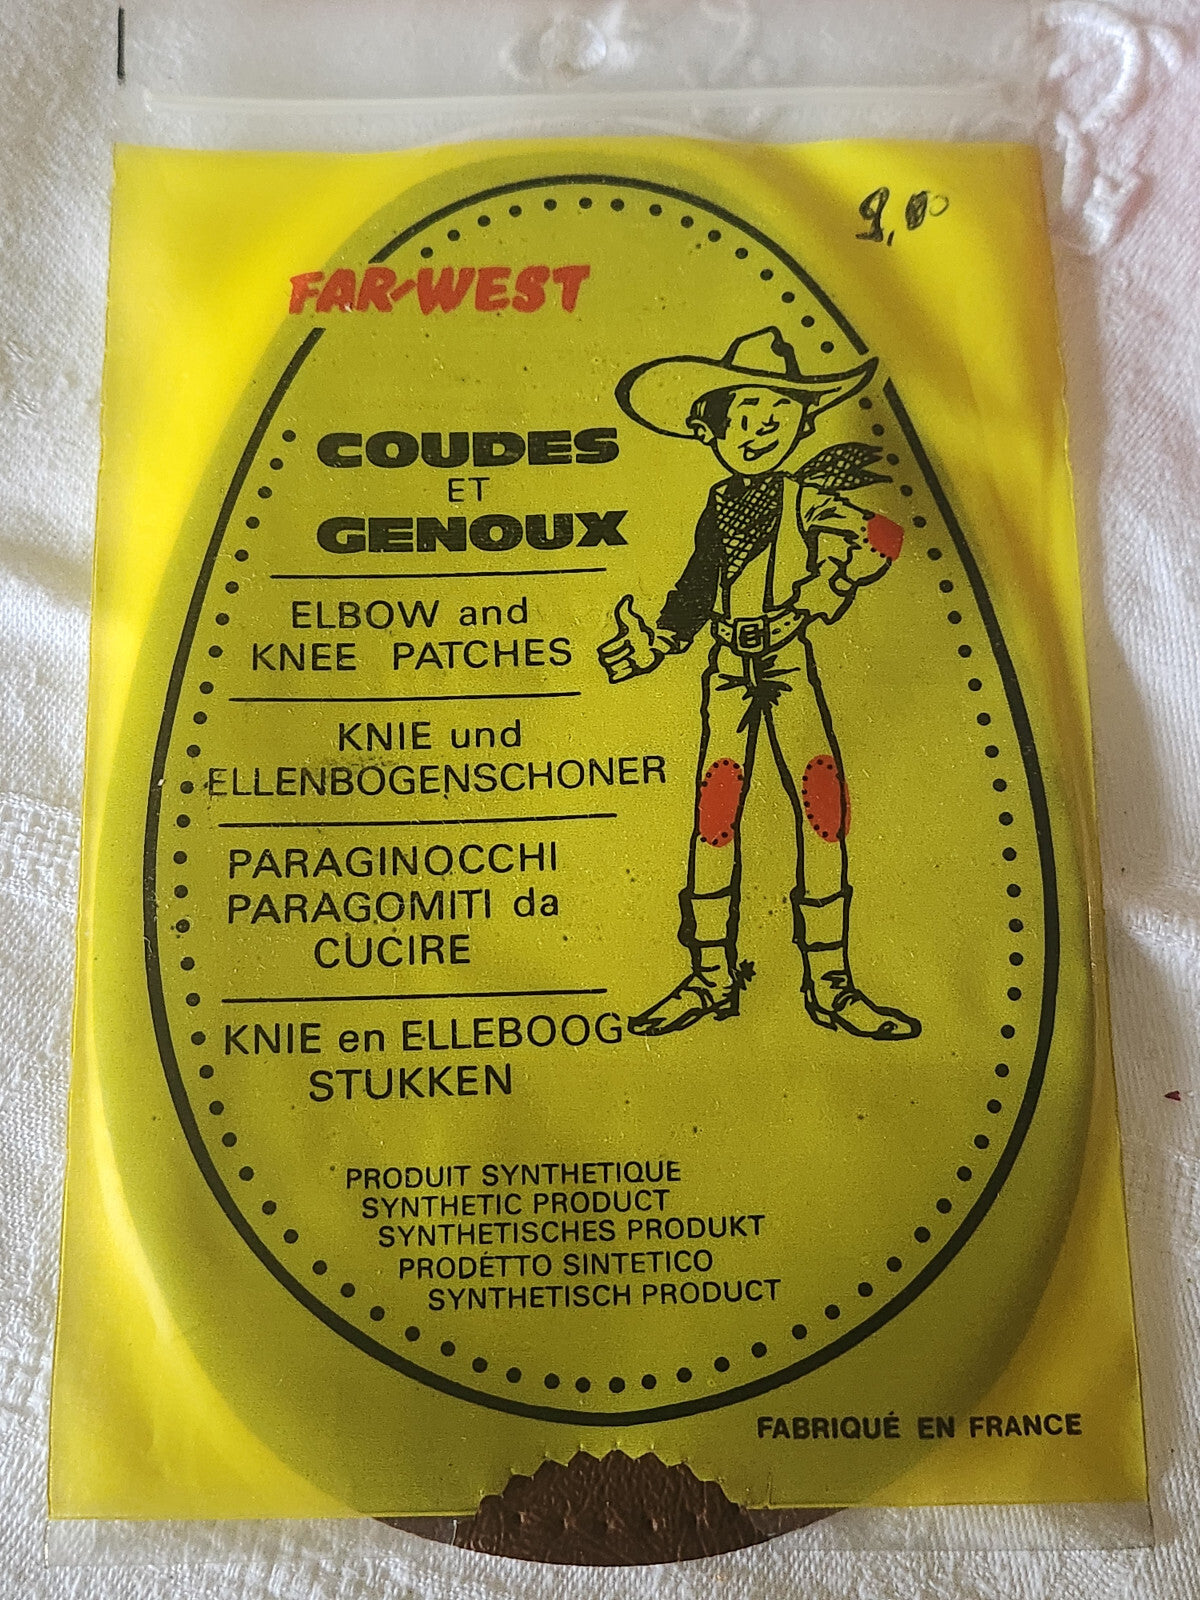 FAR-WEST
COUDES
ET
GENOUX
ELBOW and
KNEE PATCHES
KNIE und
ELLENBOGENSCHONER
PARAGINOCCHI
PARAGOMITI da
CUCIRE
KNIE en ELLEBOOG
STUKKEN
PRODUIT SYNTHETIQUE
SYNTHETIC PRODUCT
SYNTHETISCHES PRODUKT
PRODÉTTO SINTETICO
SYNTHETISCH PRODUCT
FABRIQUÉ EN FRANCE